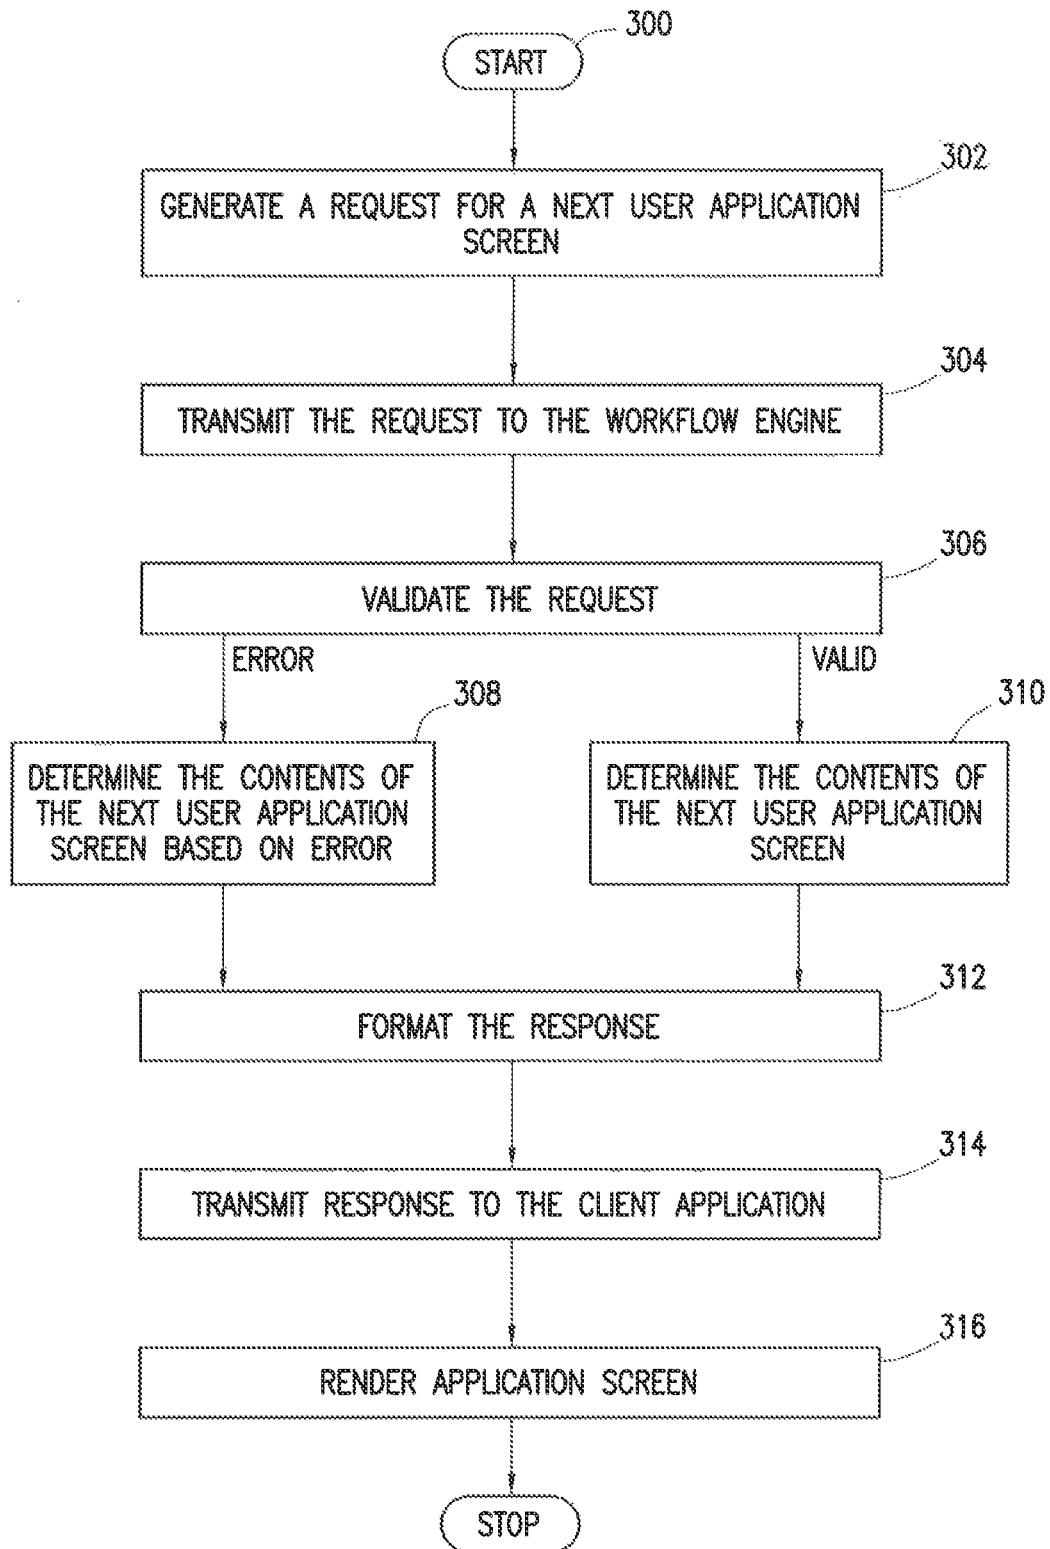 300
START
302
GENERATE A REQUEST FOR A NEXT USER APPLICATION
SCREEN
304
TRANSMIT THE REQUEST TO THE WORKFLOW ENGINE
306
VALIDATE THE REQUEST
ERROR
VALID
308
310
DETERMINE THE CONTENTS OF
THE NEXT USER APPLICATION
SCREEN BASED ON ERROR
DETERMINE THE CONTENTS OF
THE NEXT USER APPLICATION
SCREEN
312
FORMAT THE RESPONSE
314
TRANSMIT RESPONSE TO THE CLIENT APPLICATION
316
RENDER APPLICATION SCREEN
STOP